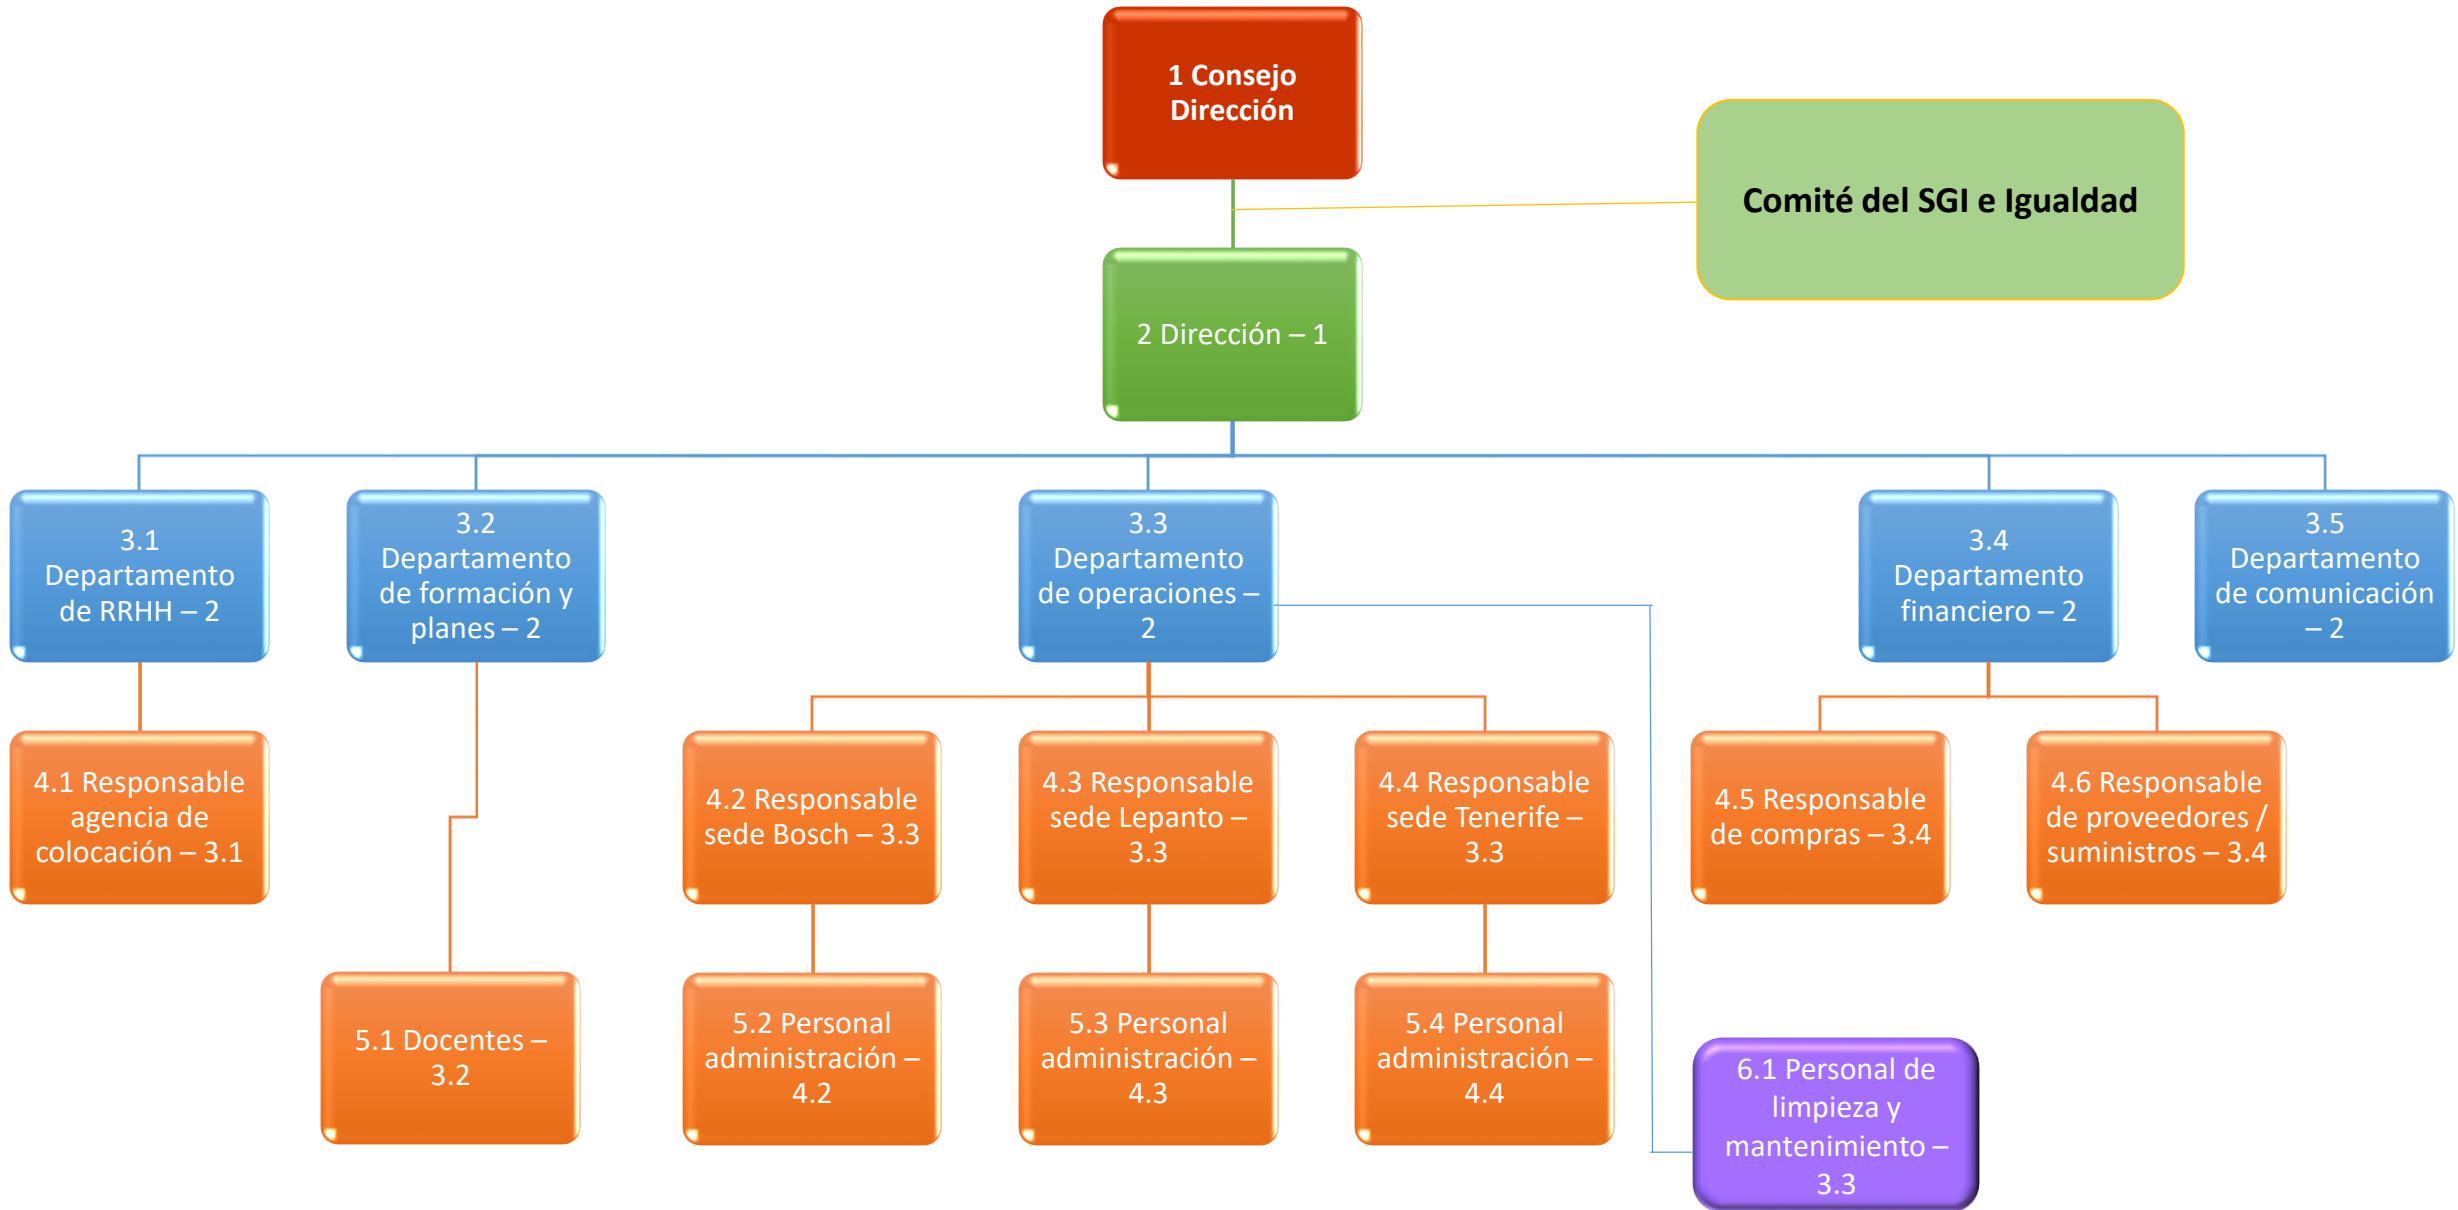 1 Consejo
Dirección
Comité del SGI e Igualdad
2 Dirección – 1
3.1
Departamento
de RRHH – 2
3.2
Departamento
de formación y
planes – 2
3.3
Departamento
de operaciones –
2
3.4
Departamento
financiero – 2
3.5
Departamento
de comunicación
– 2
4.1 Responsable
agencia de
colocación – 3.1
4.2 Responsable
sede Bosch – 3.3
4.3 Responsable
sede Lepanto –
3.3
4.4 Responsable
sede Tenerife –
3.3
4.5 Responsable
de compras – 3.4
4.6 Responsable
de proveedores /
suministros – 3.4
5.1 Docentes –
3.2
5.2 Personal
administración –
4.2
5.3 Personal
administración –
4.3
5.4 Personal
administración –
4.4
6.1 Personal de
limpieza y
mantenimiento –
3.3